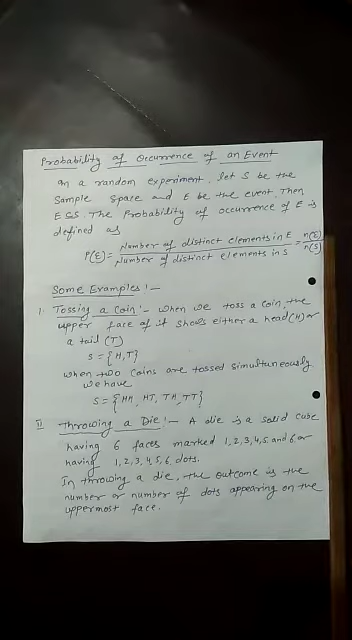 Probability of Occurrence of an Event
In a random experiment, let S be the
Sample Space and E be the event. Then
E ⊆ S. The Probability of occurrence of E is
defined as
P(E) = Number of distinct elements in E / Number of distinct elements in S = n(E) / n(S)
Some Examples :-
I. Tossing a Coin :- When we toss a coin, the
upper face of it shows either a head (H) or
a tail (T)
S = {H, T}
when two coins are tossed simultaneously
we have
S = {HH, HT, TH, TT}
II Throwing a Die :- A die is a solid cube
having 6 faces marked 1, 2, 3, 4, 5 and 6 or
having 1, 2, 3, 4, 5, 6 dots.
In throwing a die, the outcome is the
number or number of dots appearing on the
uppermost face.